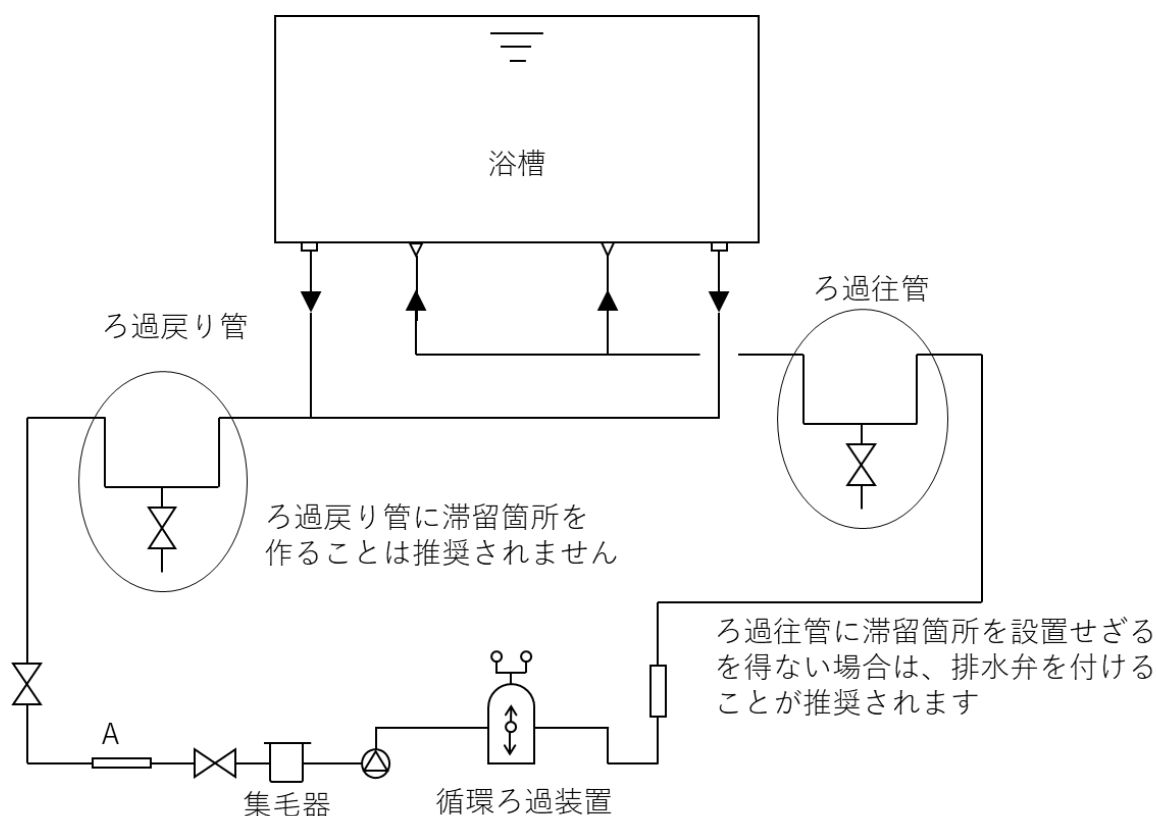 浴槽
ろ過往管
ろ過戻り管
ろ過戻り管に滞留箇所を
作ることは推奨されません
ろ過往管に滞留箇所を設置せざる
を得ない場合は、排水弁を付ける
ことが推奨されます
A
集毛器
循環ろ過装置